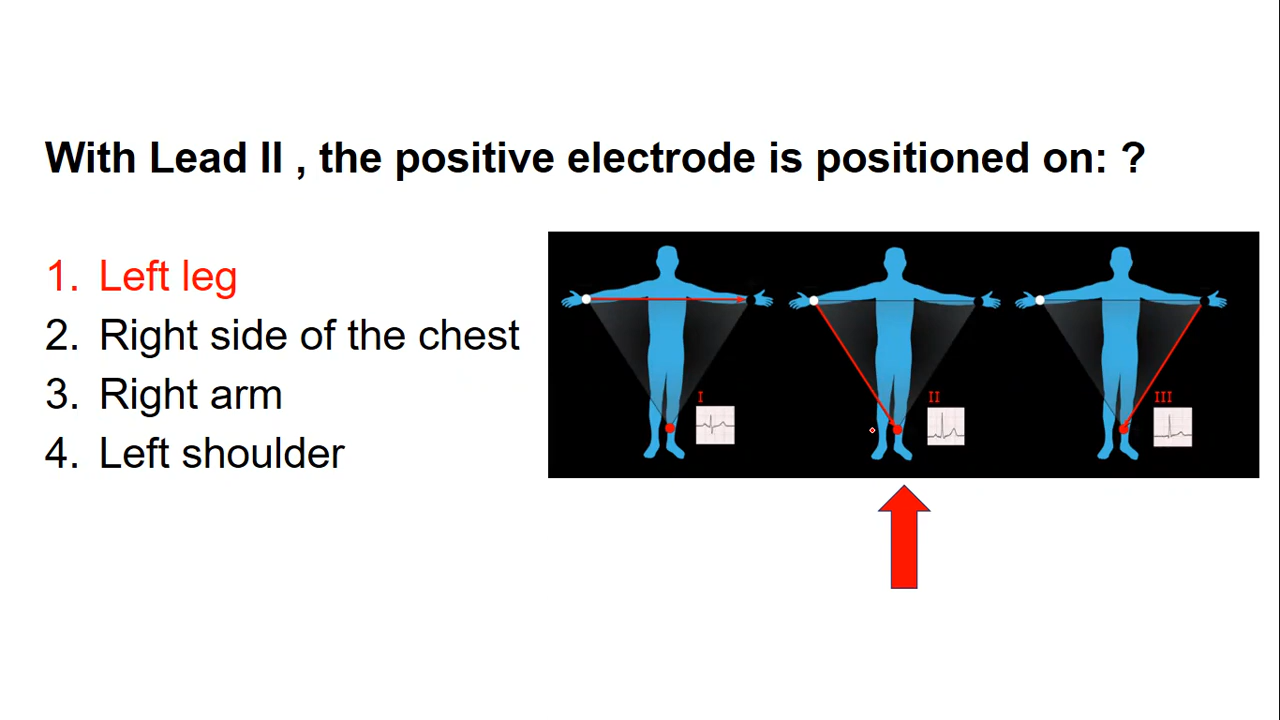 With Lead II , the positive electrode is positioned on: ?
1. Left leg
2. Right side of the chest
3. Right arm
4. Left shoulder
I
II
III